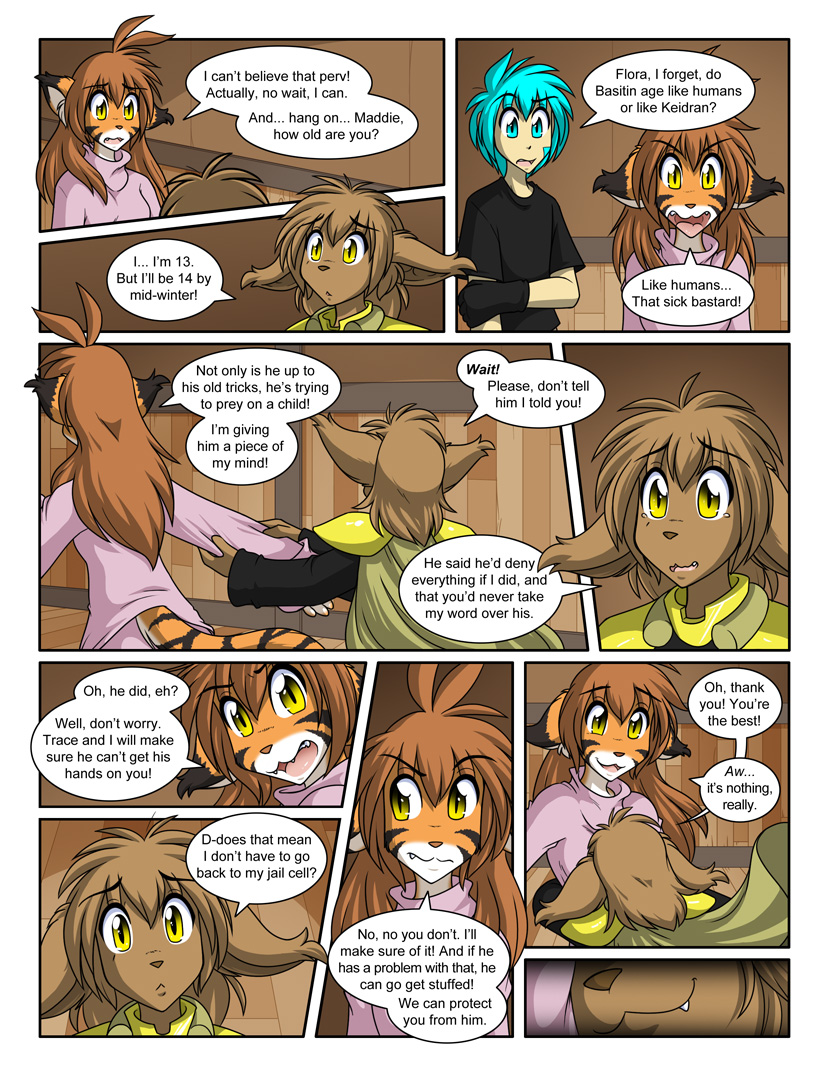 I can't believe that perv!
Actually, no wait, I can.
And... hang on... Maddie,
how old are you?
I... I'm 13.
But I'll be 14 by
mid-winter!
Flora, I forget, do
Basitin age like humans
or like Keidran?
Like humans...
That sick bastard!
Not only is he up to
his old tricks, he's trying
to prey on a child!
I'm giving
him a piece of
my mind!
Wait!
Please, don't tell
him I told you!
He said he'd deny
everything if I did, and
that you'd never take
my word over his.
Oh, he did, eh?
Well, don't worry.
Trace and I will make
sure he can't get his
hands on you!
D-does that mean
I don't have to go
back to my jail cell?
No, no you don't. I'll
make sure of it! And if he
has a problem with that, he
can go get stuffed!
We can protect
you from him.
Oh, thank
you! You're
the best!
Aw...
it's nothing,
really.